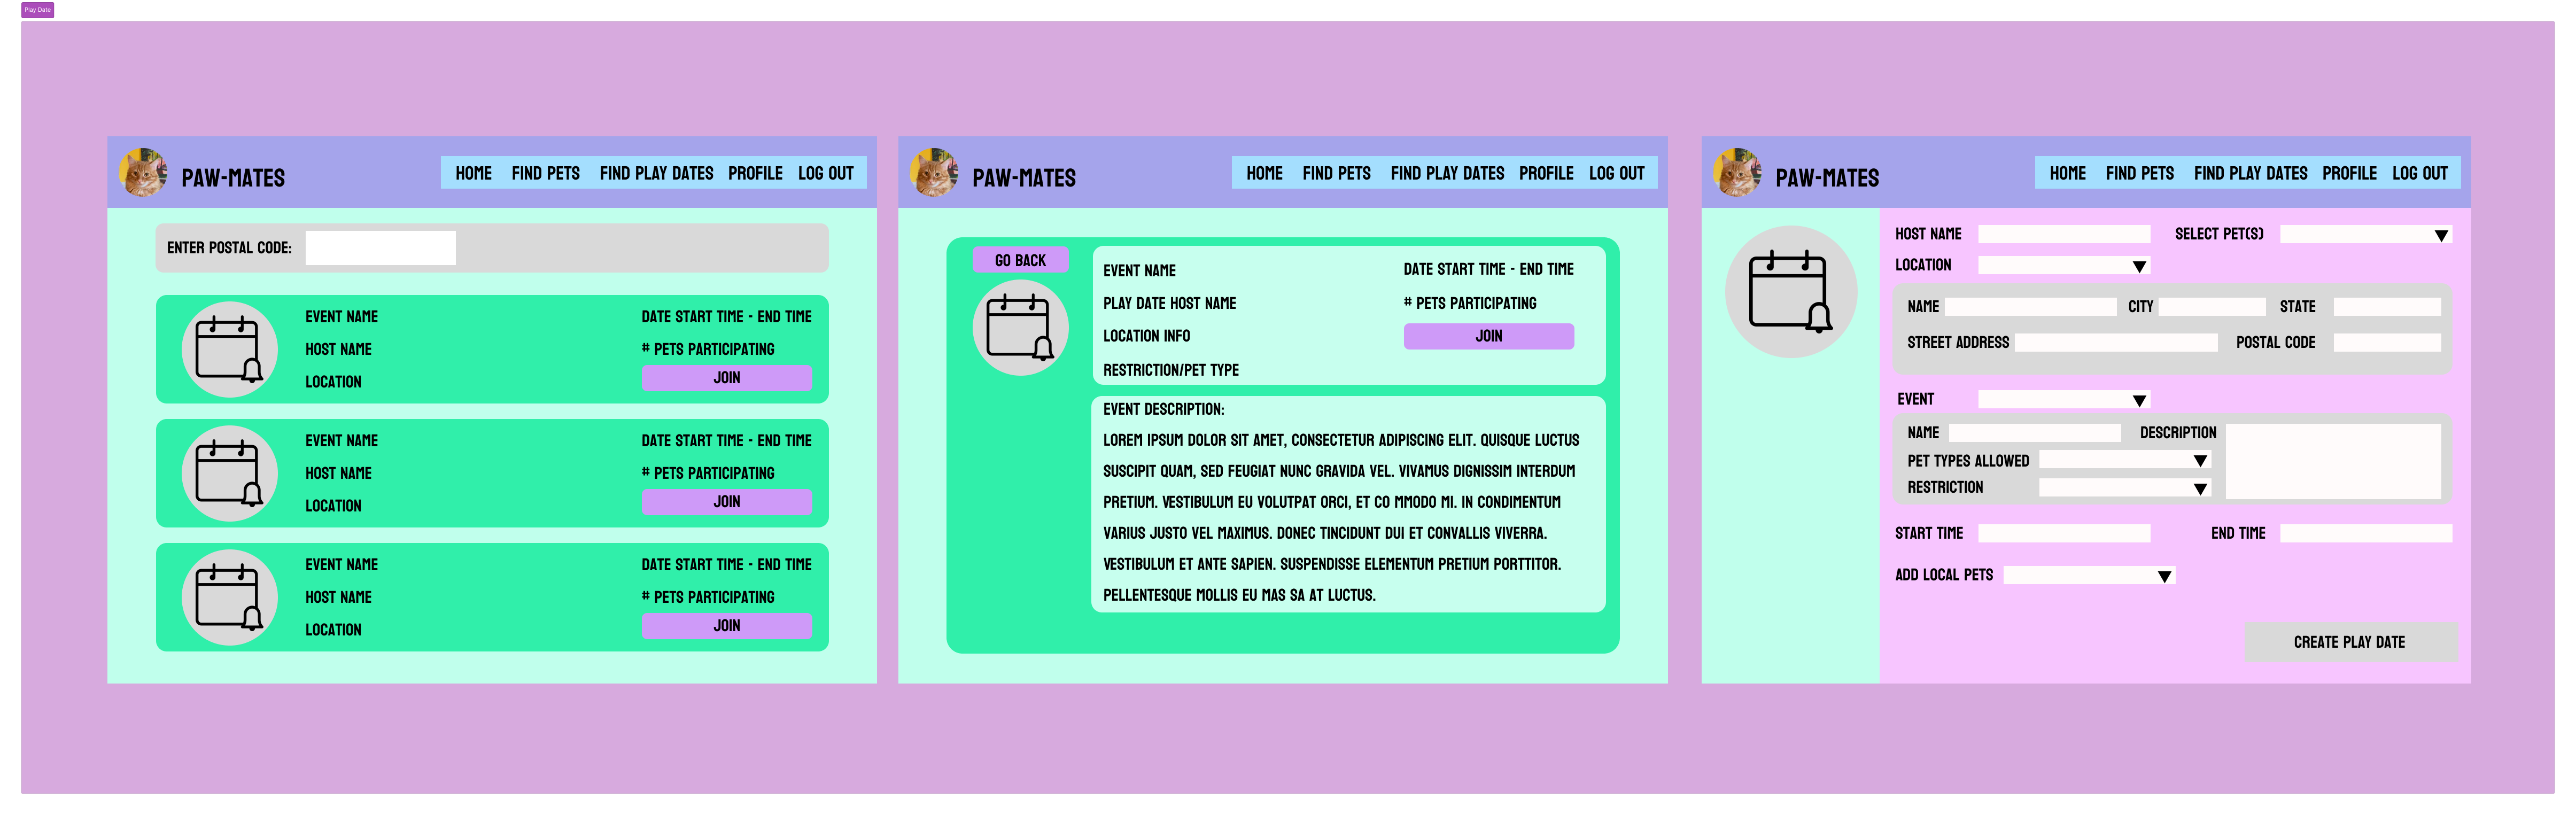 Play Date
PAW-MATES
HOME FIND PETS FIND PLAY DATES PROFILE LOG OUT
ENTER POSTAL CODE:
EVENT NAME DATE START TIME - END TIME
HOST NAME # PETS PARTICIPATING
LOCATION JOIN
EVENT NAME DATE START TIME - END TIME
HOST NAME # PETS PARTICIPATING
LOCATION JOIN
EVENT NAME DATE START TIME - END TIME
HOST NAME # PETS PARTICIPATING
LOCATION JOIN
PAW-MATES
HOME FIND PETS FIND PLAY DATES PROFILE LOG OUT
GO BACK
EVENT NAME DATE START TIME - END TIME
PLAY DATE HOST NAME # PETS PARTICIPATING
LOCATION INFO JOIN
RESTRICTION/PET TYPE
EVENT DESCRIPTION:
LOREM IPSUM DOLOR SIT AMET, CONSECTETUR ADIPISCING ELIT. QUISQUE LUCTUS
SUSCIPIT QUAM, SED FEUGIAT NUNC GRAVIDA VEL. VIVAMUS DIGNISSIM INTERDUM
PRETIUM. VESTIBULUM EU VOLUTPAT ORCI, ET CO MMODO MI. IN CONDIMENTUM
VARIUS JUSTO VEL MAXIMUS. DONEC TINCIDUNT DUI ET CONVALLIS VIVERRA.
VESTIBULUM ET ANTE SAPIEN. SUSPENDISSE ELEMENTUM PRETIUM PORTTITOR.
PELLENTESQUE MOLLIS EU MAS SA AT LUCTUS.
PAW-MATES
HOME FIND PETS FIND PLAY DATES PROFILE LOG OUT
HOST NAME SELECT PET(S)
LOCATION
NAME CITY STATE
STREET ADDRESS POSTAL CODE
EVENT
NAME DESCRIPTION
PET TYPES ALLOWED
RESTRICTION
START TIME END TIME
ADD LOCAL PETS
CREATE PLAY DATE